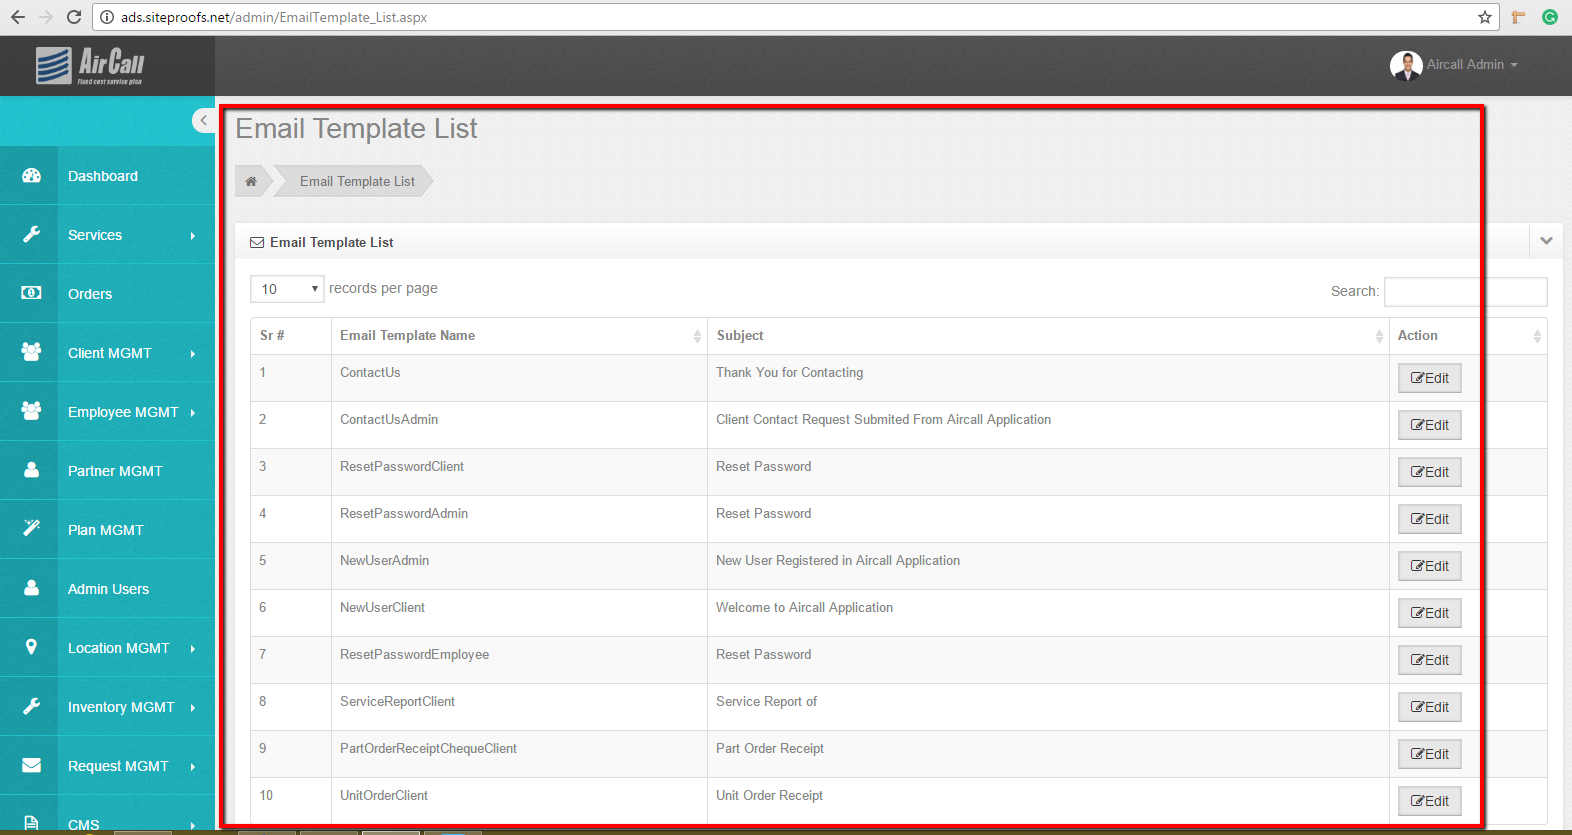 ads.siteproofs.net/admin/EmailTemplate_List.aspx
AirCall
Fixed cost service plan
Aircall Admin
Email Template List
Email Template List
Dashboard
Services
Orders
Client MGMT
Employee MGMT
Partner MGMT
Plan MGMT
Admin Users
Location MGMT
Inventory MGMT
Request MGMT
CMS
Email Template List
10 records per page
Search:
Sr # Email Template Name Subject Action
1 ContactUs Thank You for Contacting Edit
2 ContactUsAdmin Client Contact Request Submited From Aircall Application Edit
3 ResetPasswordClient Reset Password Edit
4 ResetPasswordAdmin Reset Password Edit
5 NewUserAdmin New User Registered in Aircall Application Edit
6 NewUserClient Welcome to Aircall Application Edit
7 ResetPasswordEmployee Reset Password Edit
8 ServiceReportClient Service Report of Edit
9 PartOrderReceiptChequeClient Part Order Receipt Edit
10 UnitOrderClient Unit Order Receipt Edit